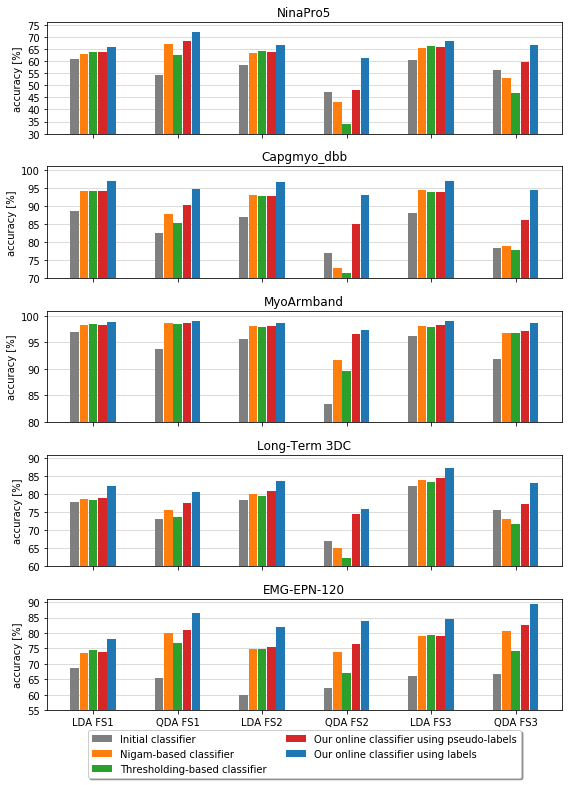 NinaPro5
accuracy [%]
75
70
65
60
55
50
45
40
35
30
Capgmyo_dbb
accuracy [%]
100
95
90
85
80
75
70
MyoArmband
accuracy [%]
100
95
90
85
80
Long-Term 3DC
accuracy [%]
90
85
80
75
70
65
60
EMG-EPN-120
accuracy [%]
90
85
80
75
70
65
60
55
LDA FS1 QDA FS1 LDA FS2 QDA FS2 LDA FS3 QDA FS3
Initial classifier
Nigam-based classifier
Thresholding-based classifier
Our online classifier using pseudo-labels
Our online classifier using labels